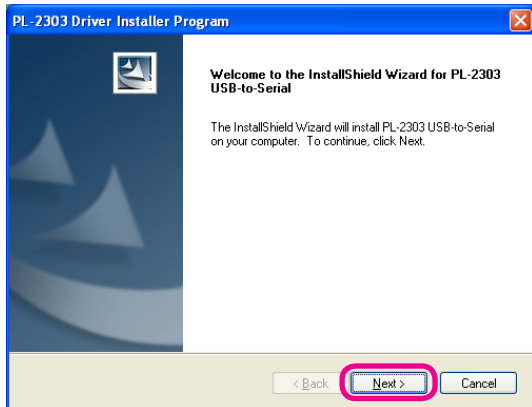 PL-2303 Driver Installer Program
Welcome to the InstallShield Wizard for PL-2303
USB-to-Serial
The InstallShield Wizard will install PL-2303 USB-to-Serial
on your computer. To continue, click Next.
< Back
Next >
Cancel